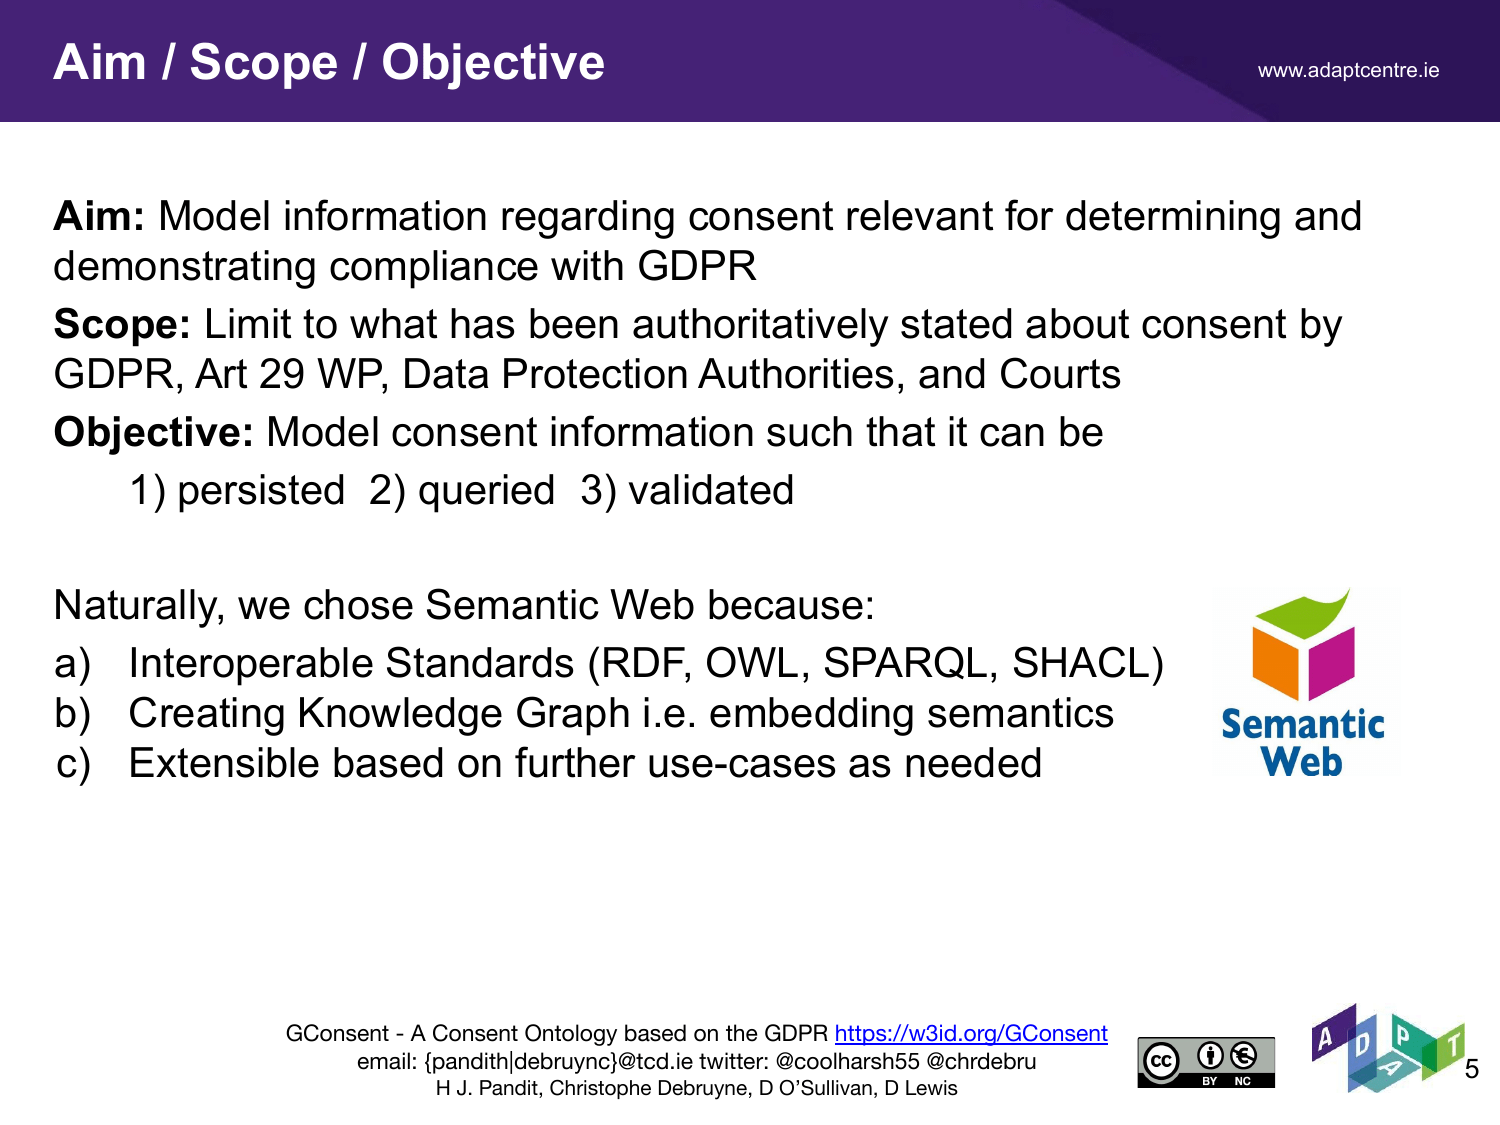 Aim / Scope / Objective
www.adaptcentre.ie
Aim: Model information regarding consent relevant for determining and
demonstrating compliance with GDPR
Scope: Limit to what has been authoritatively stated about consent by
GDPR, Art 29 WP, Data Protection Authorities, and Courts
Objective: Model consent information such that it can be
1) persisted 2) queried 3) validated
Naturally, we chose Semantic Web because:
a) Interoperable Standards (RDF, OWL, SPARQL, SHACL)
b) Creating Knowledge Graph i.e. embedding semantics
c) Extensible based on further use-cases as needed
Semantic
Web
GConsent - A Consent Ontology based on the GDPR https://w3id.org/GConsent
email: {pandith|debruync}@tcd.ie twitter: @coolharsh55 @chrdebru
H J. Pandit, Christophe Debruyne, D O’Sullivan, D Lewis
cc
BY NC
ADAPT
5